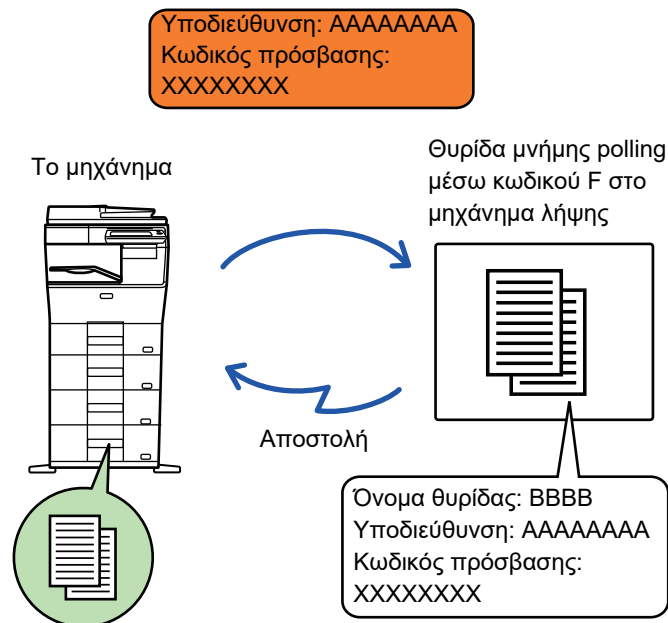 Υποδιεύθυνση: AAAAAAAA
Κωδικός πρόσβασης:
XXXXXXXX
Το μηχάνημα
Θυρίδα μνήμης polling
μέσω κωδικού F στο
μηχάνημα λήψης
Αποστολή
Όνομα θυρίδας: BBBB
Υποδιεύθυνση: AAAAAAAA
Κωδικός πρόσβασης:
XXXXXXXX